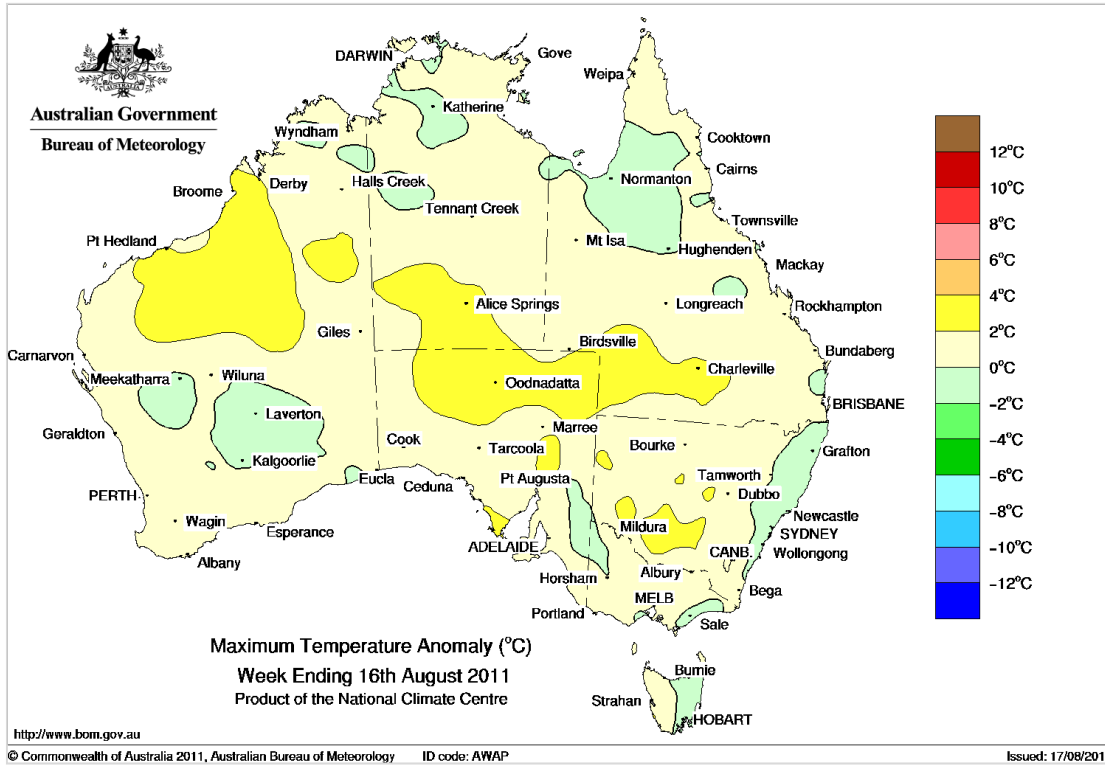 Australian Government
Bureau of Meteorology
AUSTRALIA
DARWIN
Gove
Weipa
Katherine
Wyndham
Cooktown
Cairns
Derby
Halls Creek
Normanton
Broome
Tennant Creek
Townsville
Pt Hedland
Mt Isa
Hughenden
Mackay
Alice Springs
Longreach
Rockhampton
Giles
Birdsville
Bundaberg
Carnarvon
Meekatharra
Wiluna
Oodnadatta
Charleville
Laverton
BRISBANE
Geraldton
Cook
Marree
Tarcoola
Bourke
Grafton
Kalgoorlie
Eucla
Ceduna
Pt Augusta
Tamworth
Dubbo
PERTH
Wagin
Esperance
Mildura
Newcastle
SYDNEY
ADELAIDE
CANB.
Wollongong
Albany
Horsham
Albury
Bega
MELB
Portland
Sale
Burnie
Strahan
HOBART
12°C
10°C
8°C
6°C
4°C
2°C
0°C
-2°C
-4°C
-6°C
-8°C
-10°C
-12°C
Maximum Temperature Anomaly (°C)
Week Ending 16th August 2011
Product of the National Climate Centre
http://www.bom.gov.au
© Commonwealth of Australia 2011, Australian Bureau of Meteorology ID code: AWAP Issued: 17/08/201